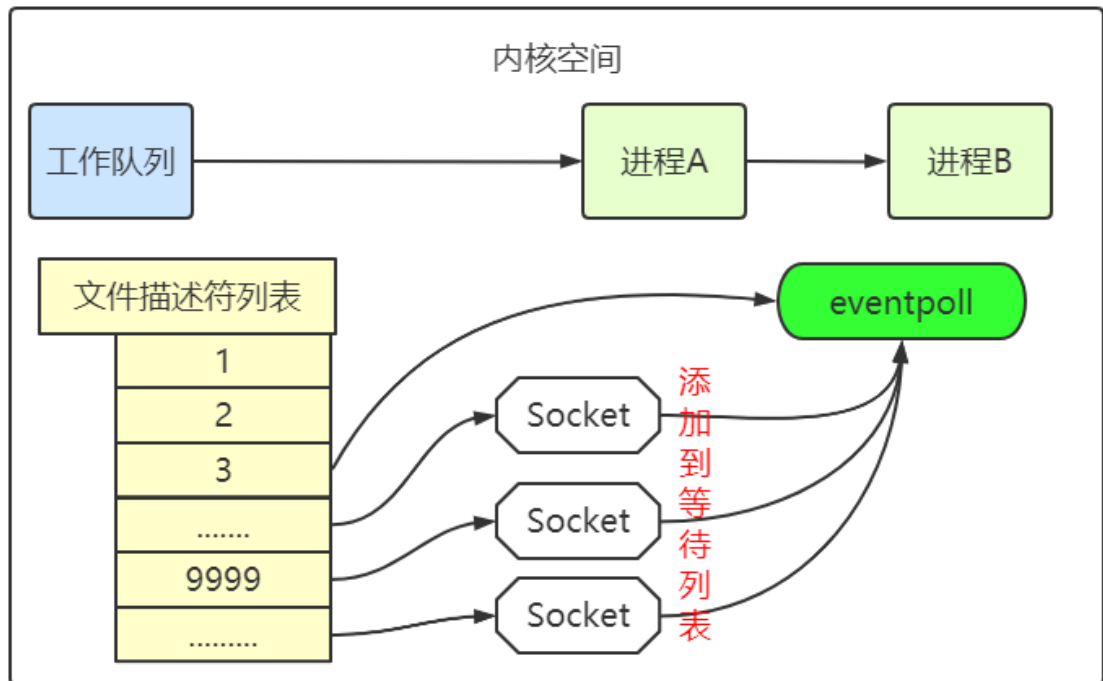 内核空间
工作队列
进程A
进程B
文件描述符列表
eventpoll
1
2
3
.......
9999
.........
Socket
Socket
Socket
添加到等待列表